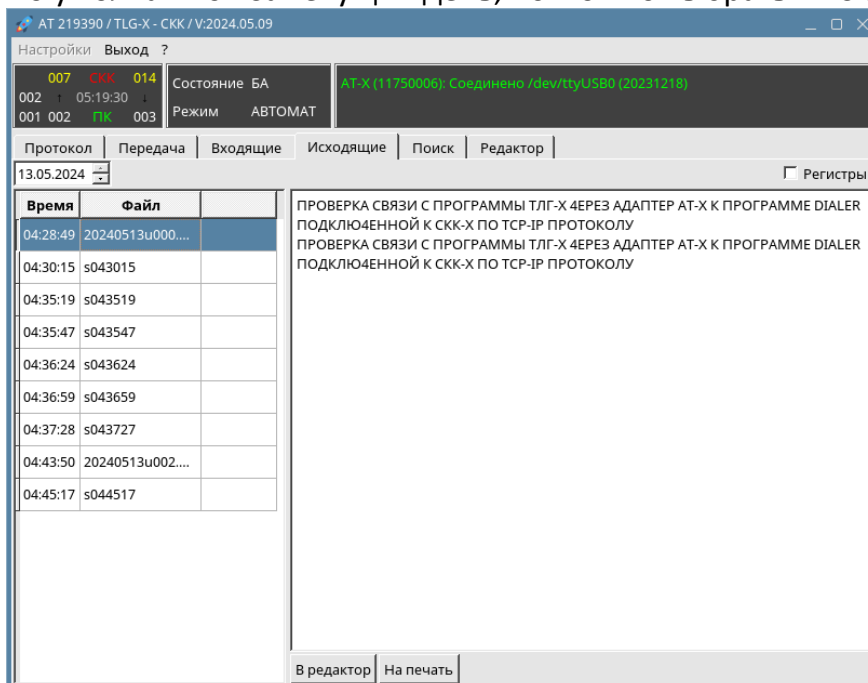 AT 219390 / TLG-X - СКК / V:2024.05.09
Настройки Выход ?
007 СКК 014
002 ↑ 05:19:30 ↓
001 002 ПК 003
Состояние БА
Режим АВТОМАТ
AT-X (11750006): Соединено /dev/ttyUSB0 (20231218)
Протокол Передача Входящие Исходящие Поиск Редактор
13.05.2024
Регистры
Время Файл
04:28:49 20240513u000....
04:30:15 s043015
04:35:19 s043519
04:35:47 s043547
04:36:24 s043624
04:36:59 s043659
04:37:28 s043727
04:43:50 20240513u002....
04:45:17 s044517
ПРОВЕРКА СВЯЗИ С ПРОГРАММЫ ТЛГ-Х 4ЕРЕЗ АДАПТЕР АТ-Х К ПРОГРАММЕ DIALER
ПОДКЛЮ4ЕННОЙ К СКК-Х ПО TCP-IP ПРОТОКОЛУ
ПРОВЕРКА СВЯЗИ С ПРОГРАММЫ ТЛГ-Х 4ЕРЕЗ АДАПТЕР АТ-Х К ПРОГРАММЕ DIALER
ПОДКЛЮ4ЕННОЙ К СКК-Х ПО TCP-IP ПРОТОКОЛУ
В редактор На печать